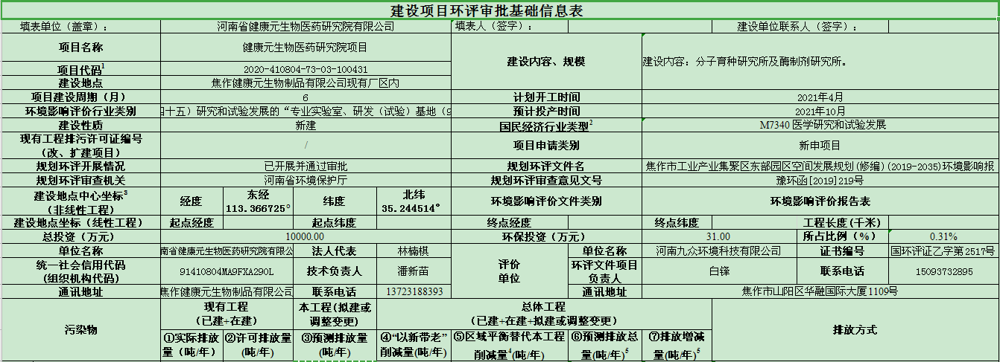 建设项目环评审批基础信息表
填表单位（盖章）： 河南省健康元生物医药研究院有限公司 填表人（签字）： 建设单位联系人（签字）：
项目名称 健康元生物医药研究院项目 建设内容、规模 建设内容：分子育种研究所及酶制剂研究所。
项目代码1 2020-410804-73-03-100431
建设地点 焦作健康元生物制品有限公司现有厂区内
项目建设周期（月） 6 计划开工时间 2021年4月
环境影响评价行业类别 四十五）研究和试验发展的“专业实验室、研发（试验）基地（9 预计投产时间 2021年10月
建设性质 新建 国民经济行业类型2 M7340 医学研究和试验发展
现有工程排污许可证编号
（改、扩建项目） / 项目申请类别 新申项目
规划环评开展情况 已开展并通过审批 规划环评文件名 焦作市工业产业集聚区东部园区空间发展规划(修编)(2019-2035)环境影响报
规划环评审查机关 河南省环境保护厅 规划环评审查意见文号 豫环函[2019]219号
建设地点中心坐标3
（非线性工程） 经度 东经
113.366725° 纬度 北纬
35.244514° 环境影响评价文件类别 环境影响评价报告表
建设地点坐标（线性工程） 起点经度 起点纬度 终点经度 终点纬度 工程长度(千米)
总投资（万元） 10000.00 环保投资（万元） 31.00 所占比例（%） 0.31%
单位名称 南省健康元生物医药研究院有限公 法人代表 林楠棋 评价
单位 单位名称 河南九众环境科技有限公司 证书编号 国环评证乙字第2517号
统一社会信用代码
(组织机构代码) 91410804MA9FXA290L 技术负责人 潘新苗 环评文件项目
负责人 白锋 联系电话 15093732895
通讯地址 焦作健康元生物制品有限公司 联系电话 13723188393 通讯地址 焦作市山阳区华融国际大厦1109号
污染物 现有工程
（已建+在建） 本工程(拟建或
调整变更) 总体工程
（已建+在建+拟建或调整变更） 排放方式
①实际排放
量（吨/年） ②许可排放量
(吨/年) ③预测排放量
(吨/年) ④“以新带老”
削减量(吨/年) ⑤区域平衡替代本工程
削减量4(吨/年) ⑥预测排放总
量(吨/年)5 ⑦排放增减
量(吨/年)5